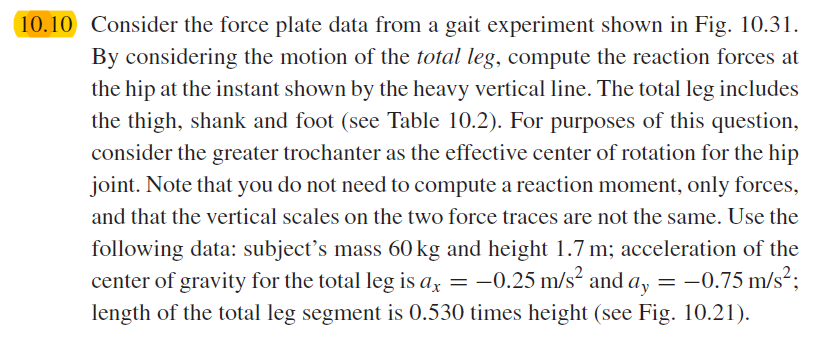 10.10 Consider the force plate data from a gait experiment shown in Fig. 10.31.
By considering the motion of the total leg, compute the reaction forces at
the hip at the instant shown by the heavy vertical line. The total leg includes
the thigh, shank and foot (see Table 10.2). For purposes of this question,
consider the greater trochanter as the effective center of rotation for the hip
joint. Note that you do not need to compute a reaction moment, only forces,
and that the vertical scales on the two force traces are not the same. Use the
following data: subject's mass 60 kg and height 1.7 m; acceleration of the
center of gravity for the total leg is aₓ = −0.25 m/s² and a_y = −0.75 m/s²;
length of the total leg segment is 0.530 times height (see Fig. 10.21).